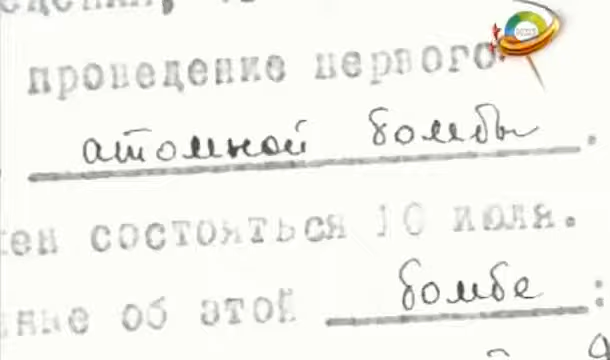 проведение первого
атомной бомбы .
состояться 10 июля.
об этой бомбе :